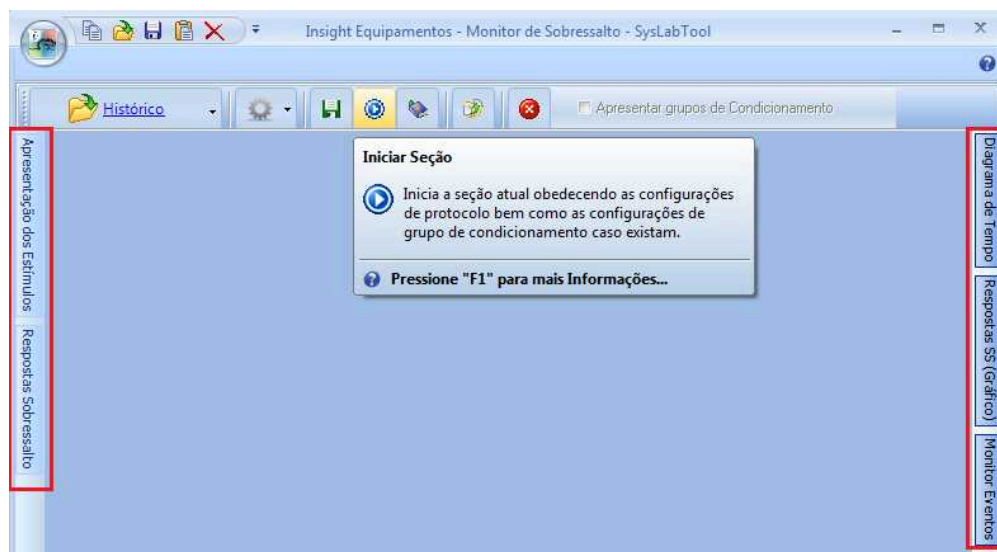 Insight Equipamentos - Monitor de Sobressalto - SysLabTool
Histórico
Apresentar grupos de Condicionamento
Apresentação dos Estímulos
Respostas Sobressalto
Iniciar Seção
Inicia a seção atual obedecendo as configurações
de protocolo bem como as configurações de
grupo de condicionamento caso existam.
Pressione "F1" para mais Informações...
Diagrama de Tempo
Respostas SS (Gráfico)
Monitor Eventos